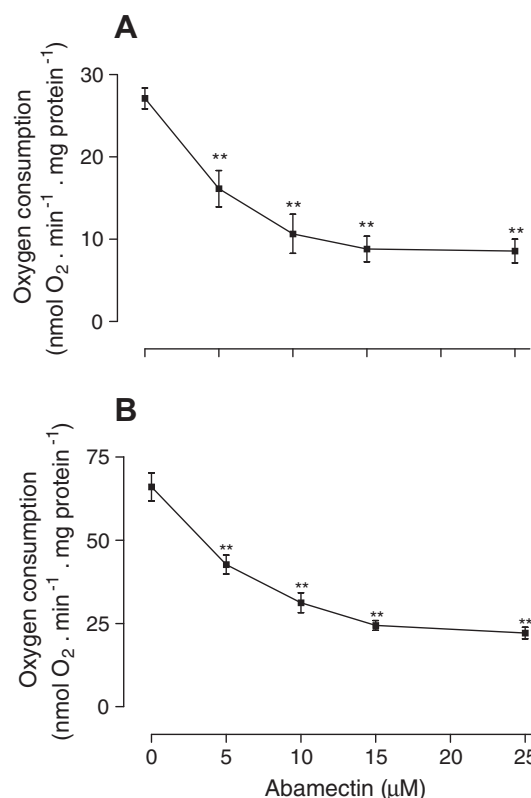 A
Oxygen consumption
(nmol O₂ . min⁻¹ . mg protein⁻¹)
30
20
10
0
**
**
**
**
B
Oxygen consumption
(nmol O₂ . min⁻¹ . mg protein⁻¹)
75
50
25
0
**
**
**
**
0 5 10 15 20 25
Abamectin (μM)